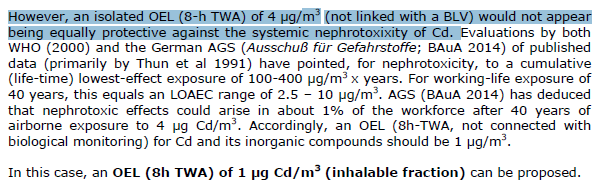 However, an isolated OEL (8-h TWA) of 4 µg/m³ (not linked with a BLV) would not appear
being equally protective against the systemic nephrotoxixity of Cd. Evaluations by both
WHO (2000) and the German AGS (Ausschuß für Gefahrstoffe; BAuA 2014) of published
data (primarily by Thun et al 1991) have pointed, for nephrotoxicity, to a cumulative
(life-time) lowest-effect exposure of 100-400 µg/m³ x years. For working-life exposure of
40 years, this equals an LOAEC range of 2.5 – 10 µg/m³. AGS (BAuA 2014) has deduced
that nephrotoxic effects could arise in about 1% of the workforce after 40 years of
airborne exposure to 4 µg Cd/m³. Accordingly, an OEL (8h-TWA, not connected with
biological monitoring) for Cd and its inorganic compounds should be 1 µg/m³.
In this case, an OEL (8h TWA) of 1 µg Cd/m³ (inhalable fraction) can be proposed.